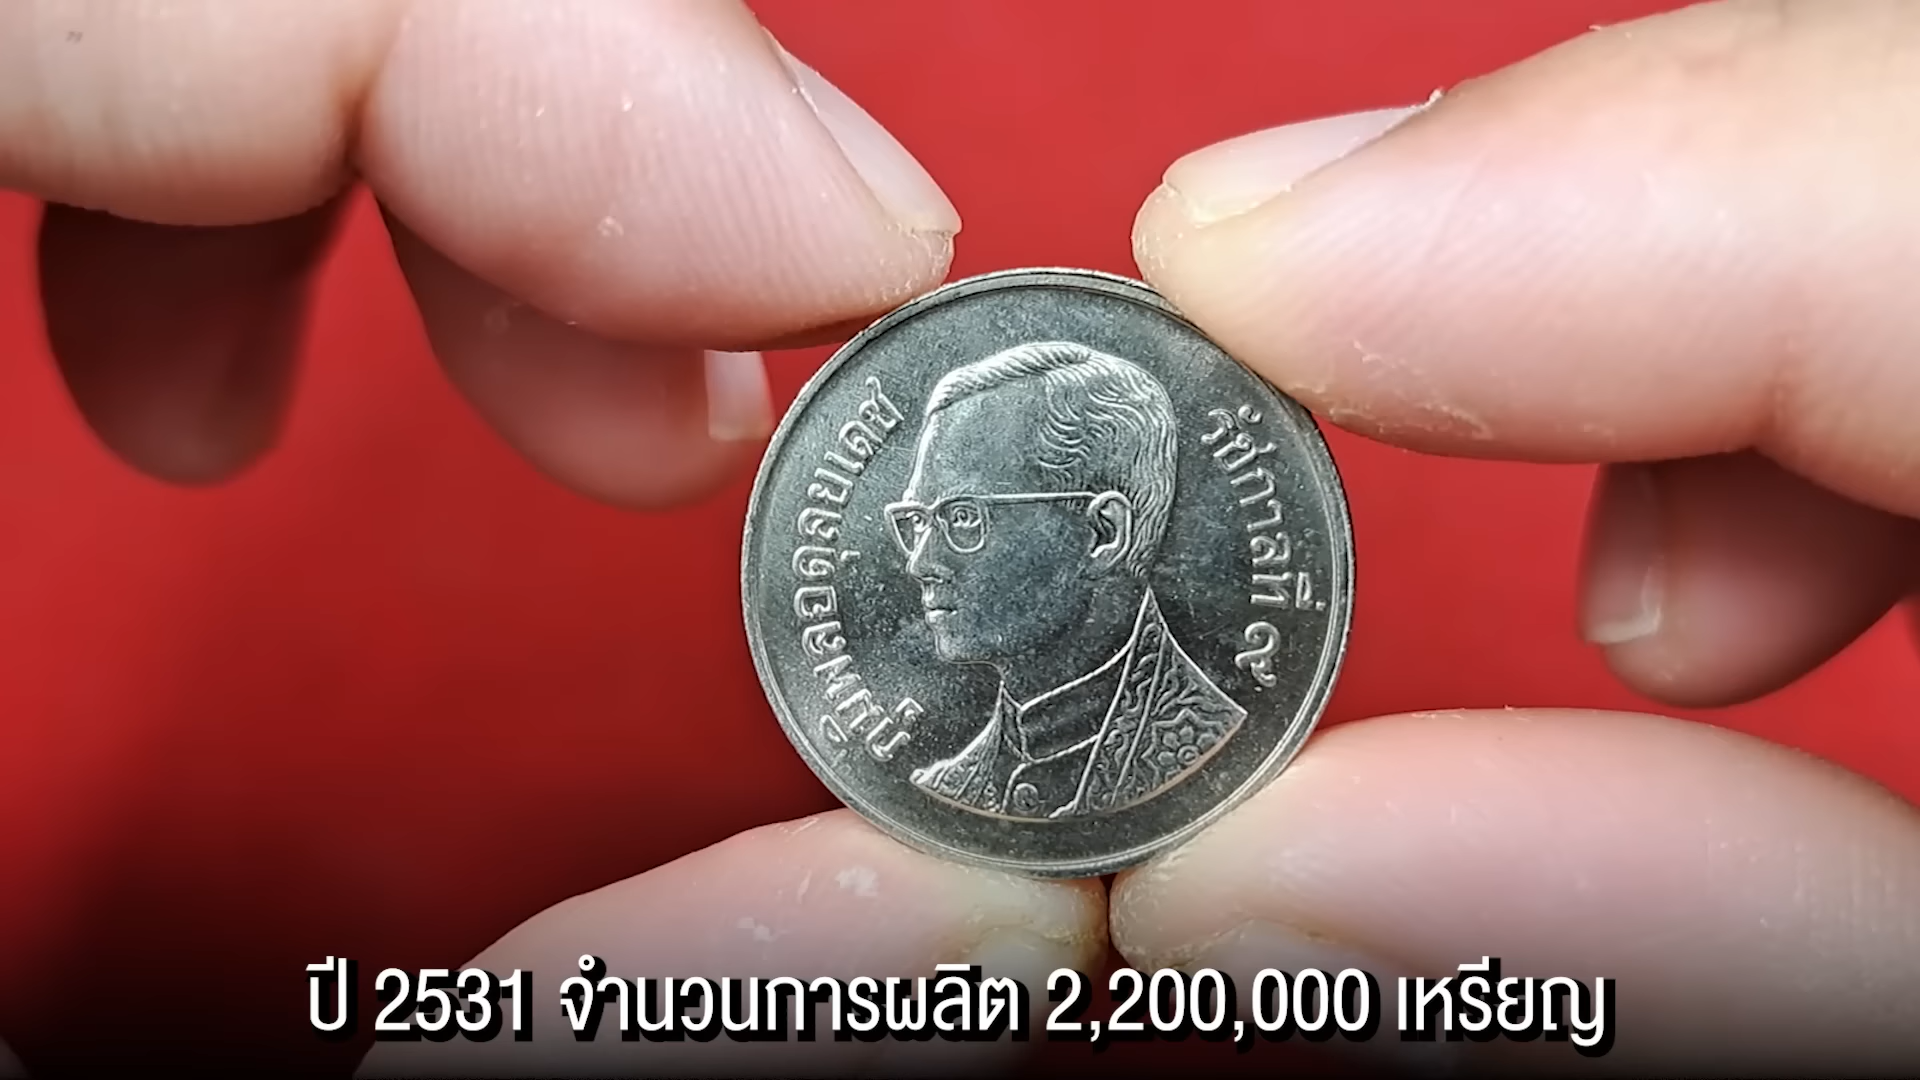 ภูมิพลอดุลยเดช
รัชกาลที่ ๙
ปี 2531 จำนวนการผลิต 2,200,000 เหรียญ